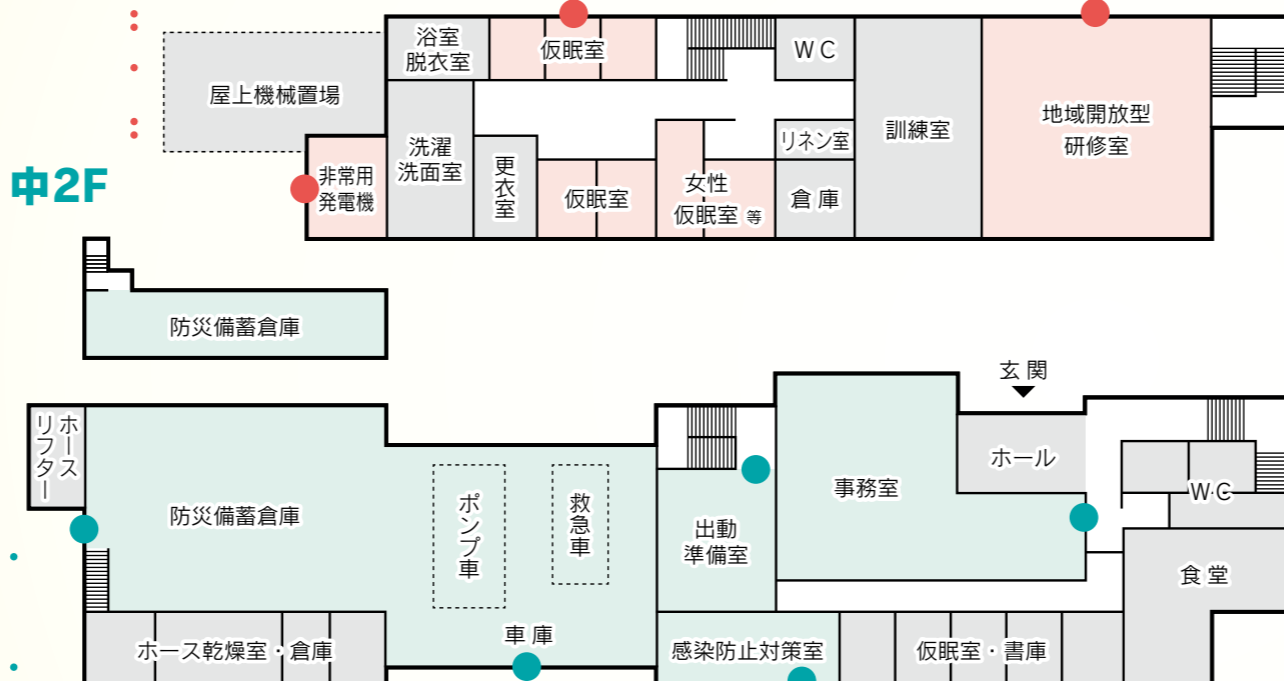 浴室
脱衣室
仮眠室
WC
屋上機械置場
訓練室
地域開放型
研修室
リネン室
洗濯
洗面室
更衣室
非常用
発電機
仮眠室
女性
仮眠室 等
倉庫
中2F
防災備蓄倉庫
玄関
ホース
リフター
防災備蓄倉庫
ポンプ車
救急車
出動
準備室
事務室
ホール
W・C
食堂
ホース乾燥室・倉庫
車庫
感染防止対策室
仮眠室・書庫